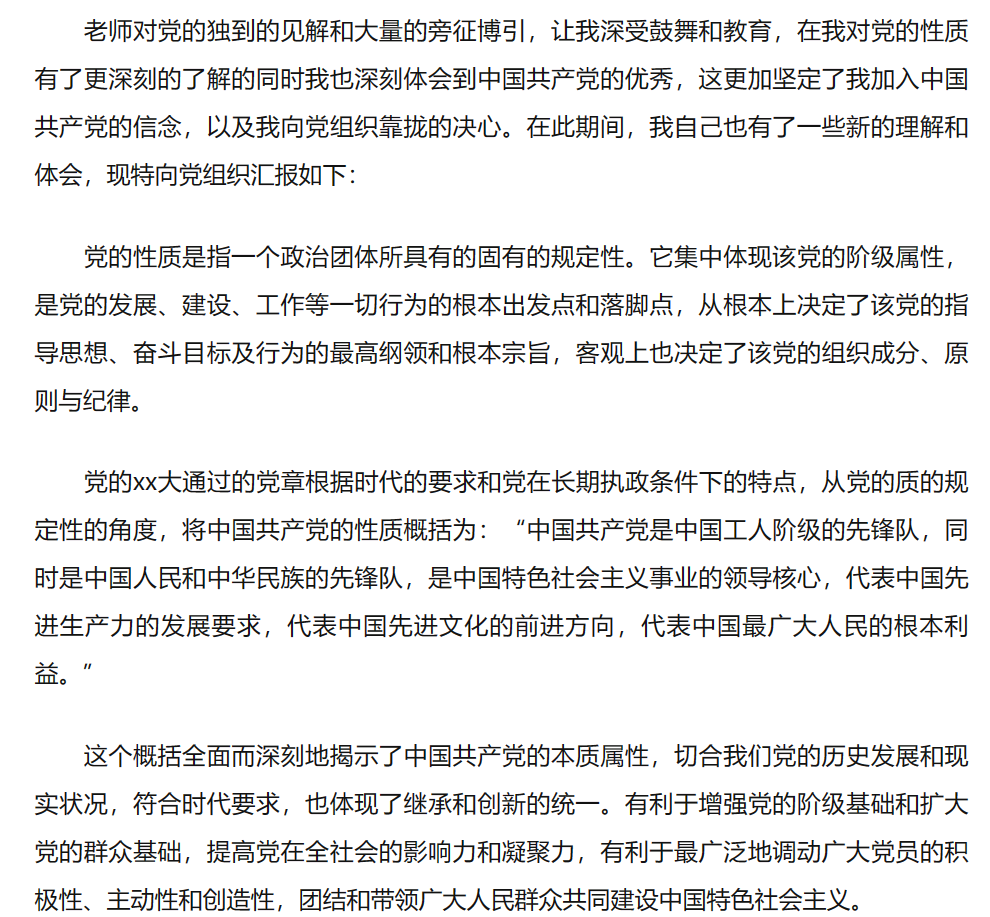 老师对党的独到的见解和大量的旁征博引，让我深受鼓舞和教育，在我对党的性质
有了更深刻的了解的同时我也深刻体会到中国共产党的优秀，这更加坚定了我加入中国
共产党的信念，以及我向党组织靠拢的决心。在此期间，我自己也有了一些新的理解和
体会，现特向党组织汇报如下：
党的性质是指一个政治团体所具有的固有的规定性。它集中体现该党的阶级属性，
是党的发展、建设、工作等一切行为的根本出发点和落脚点，从根本上决定了该党的指
导思想、奋斗目标及行为的最高纲领和根本宗旨，客观上也决定了该党的组织成分、原
则与纪律。
党的xx大通过的党章根据时代的要求和党在长期执政条件下的特点，从党的质的规
定性的角度，将中国共产党的性质概括为：“中国共产党是中国工人阶级的先锋队，同
时是中国人民和中华民族的先锋队，是中国特色社会主义事业的领导核心，代表中国先
进生产力的发展要求，代表中国先进文化的前进方向，代表中国最广大人民的根本利
益。”
这个概括全面而深刻地揭示了中国共产党的本质属性，切合我们党的历史发展和现
实状况，符合时代要求，也体现了继承和创新的统一。有利于增强党的阶级基础和扩大
党的群众基础，提高党在全社会的影响力和凝聚力，有利于最广泛地调动广大党员的积
极性、主动性和创造性，团结和带领广大人民群众共同建设中国特色社会主义。